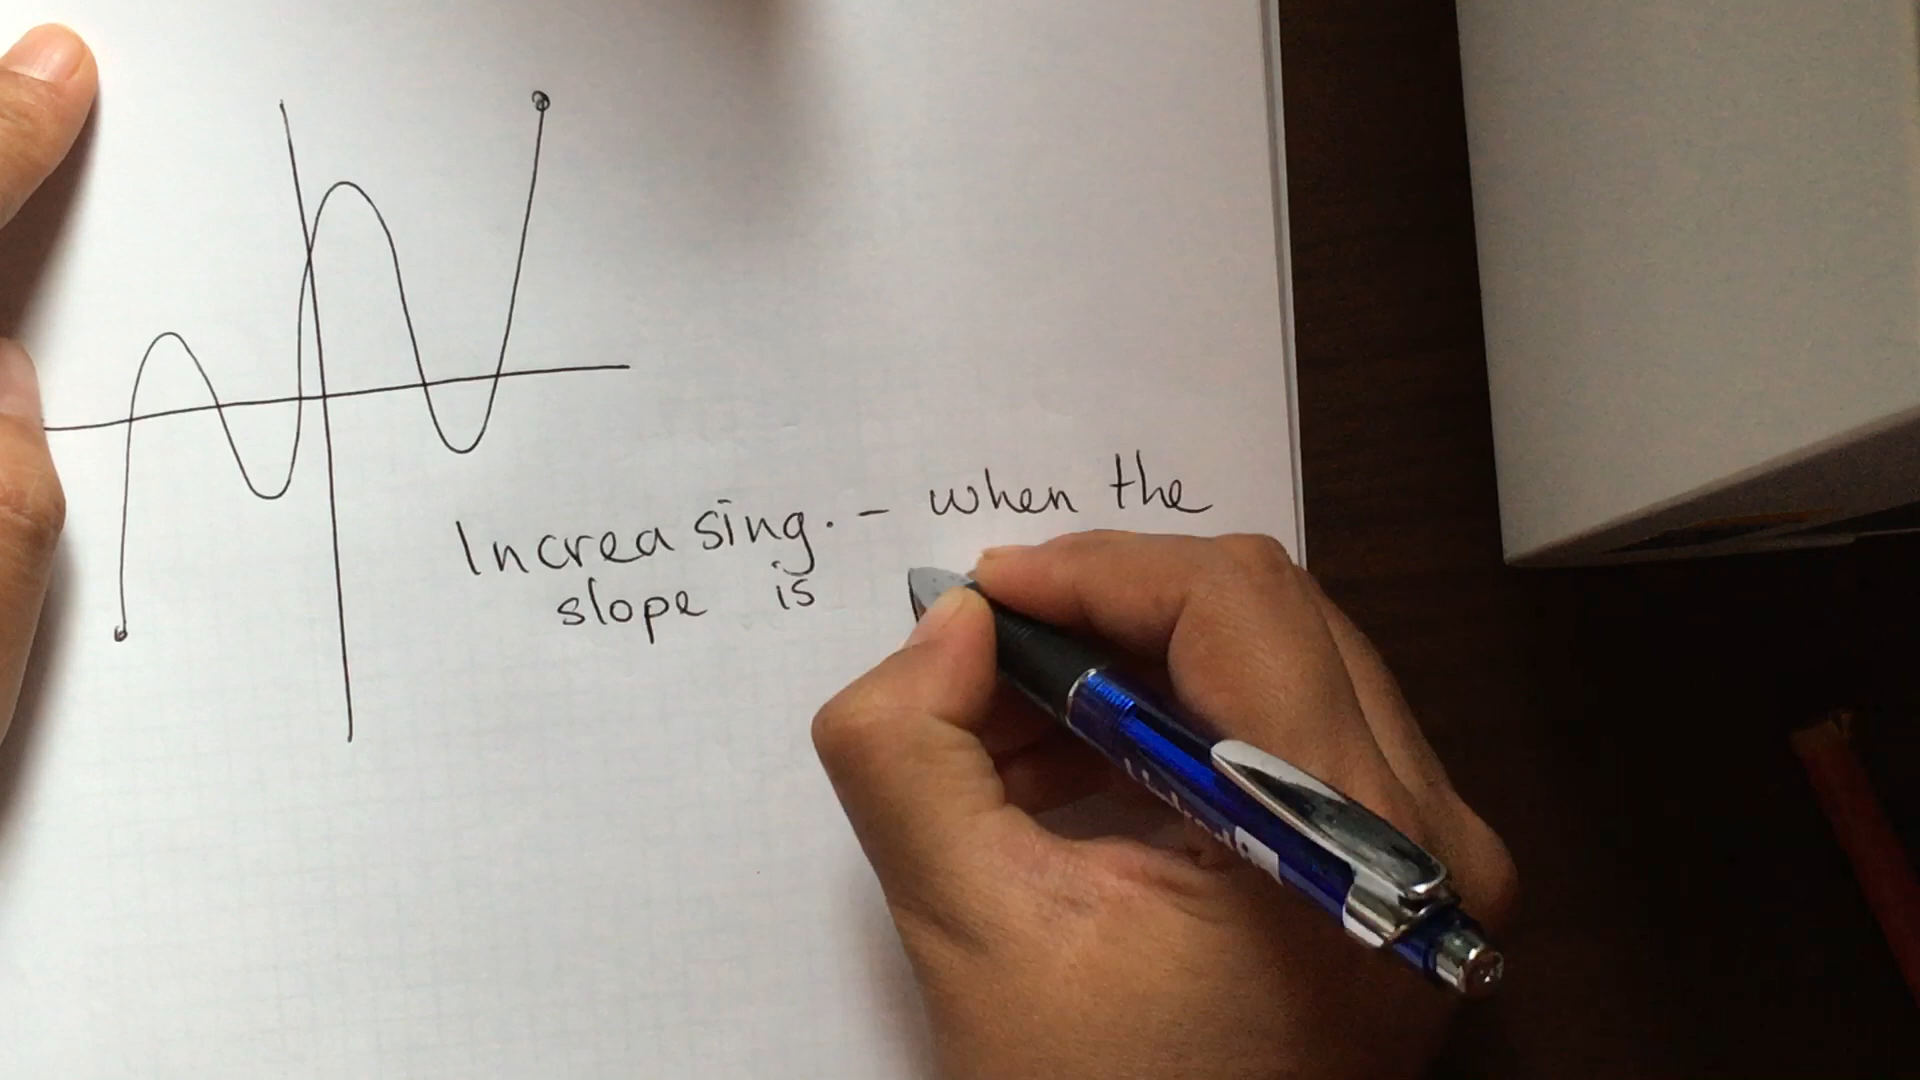 Increasing. - when the
slope is